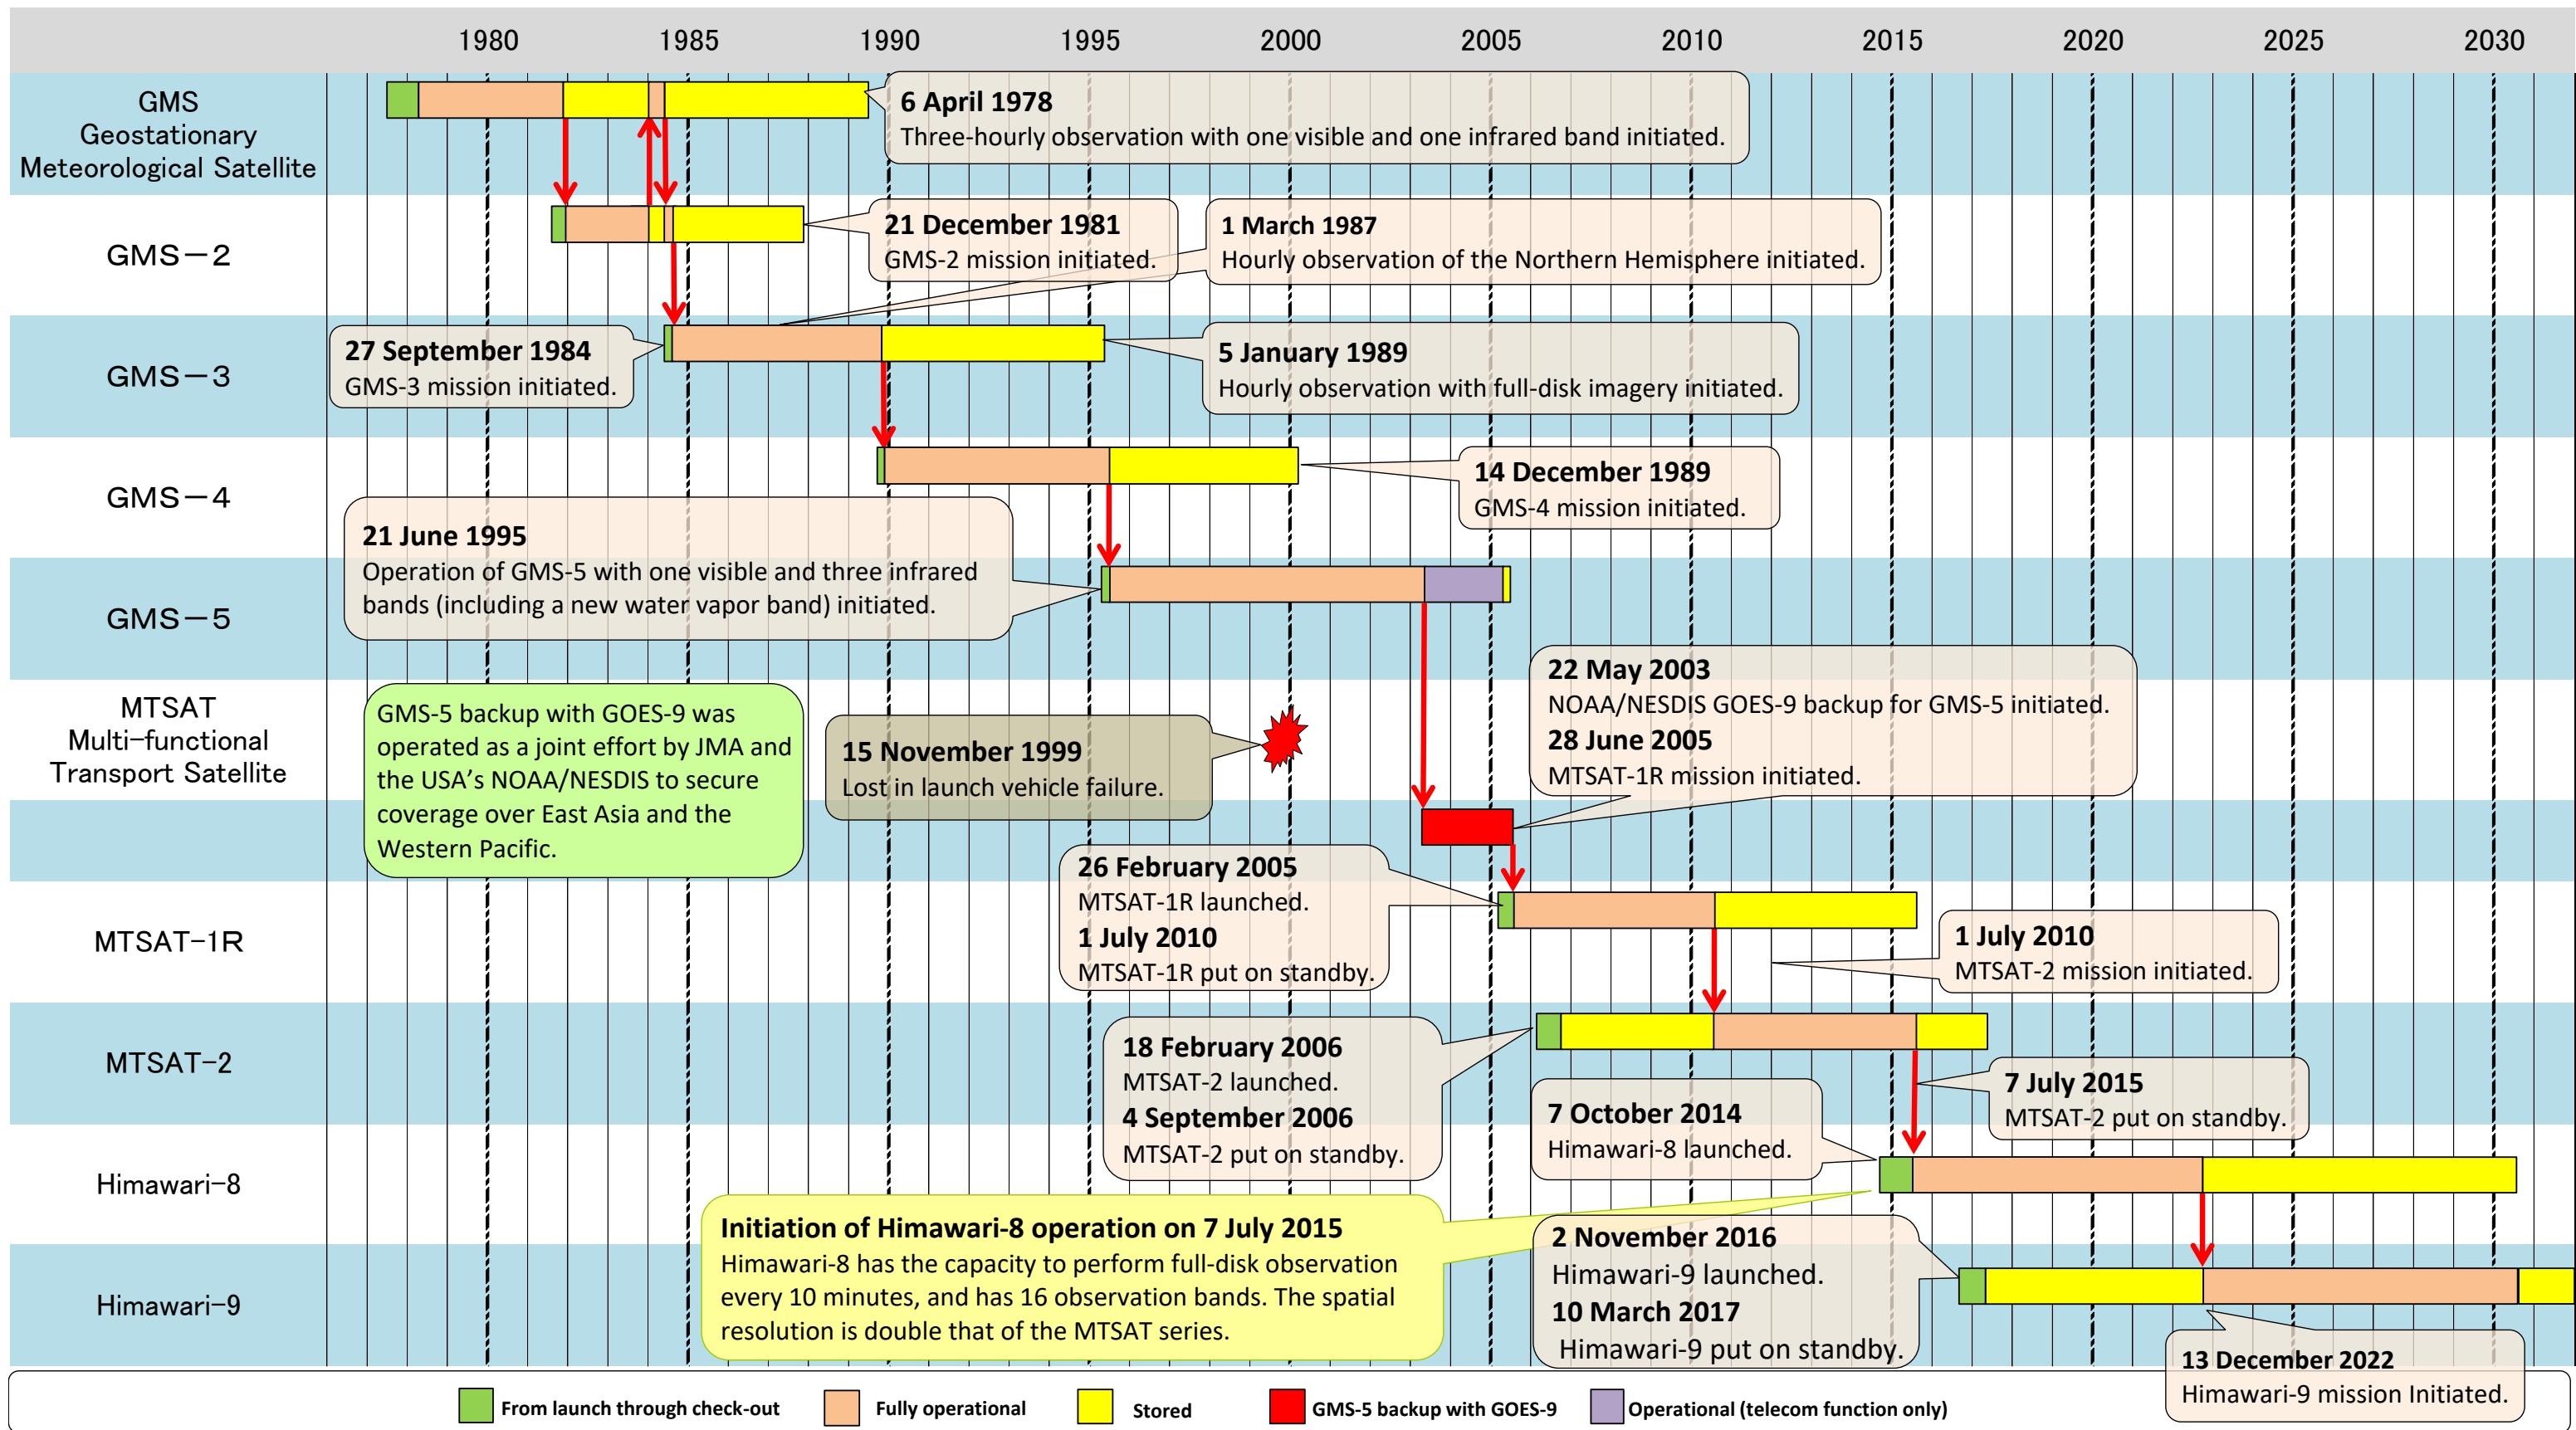 1980 1985 1990 1995 2000 2005 2010 2015 2020 2025 2030
GMS
Geostationary
Meteorological Satellite
6 April 1978
Three-hourly observation with one visible and one infrared band initiated.
GMS-2
21 December 1981
GMS-2 mission initiated.
1 March 1987
Hourly observation of the Northern Hemisphere initiated.
GMS-3
27 September 1984
GMS-3 mission initiated.
5 January 1989
Hourly observation with full-disk imagery initiated.
GMS-4
14 December 1989
GMS-4 mission initiated.
21 June 1995
Operation of GMS-5 with one visible and three infrared
bands (including a new water vapor band) initiated.
GMS-5
MTSAT
Multi-functional
Transport Satellite
GMS-5 backup with GOES-9 was
operated as a joint effort by JMA and
the USA's NOAA/NESDIS to secure
coverage over East Asia and the
Western Pacific.
15 November 1999
Lost in launch vehicle failure.
22 May 2003
NOAA/NESDIS GOES-9 backup for GMS-5 initiated.
28 June 2005
MTSAT-1R mission initiated.
MTSAT-1R
26 February 2005
MTSAT-1R launched.
1 July 2010
MTSAT-1R put on standby.
1 July 2010
MTSAT-2 mission initiated.
MTSAT-2
18 February 2006
MTSAT-2 launched.
4 September 2006
MTSAT-2 put on standby.
7 July 2015
MTSAT-2 put on standby.
Himawari-8
7 October 2014
Himawari-8 launched.
Initiation of Himawari-8 operation on 7 July 2015
Himawari-8 has the capacity to perform full-disk observation
every 10 minutes, and has 16 observation bands. The spatial
resolution is double that of the MTSAT series.
Himawari-9
2 November 2016
Himawari-9 launched.
10 March 2017
Himawari-9 put on standby.
13 December 2022
Himawari-9 mission Initiated.
From launch through check-out
Fully operational
Stored
GMS-5 backup with GOES-9
Operational (telecom function only)